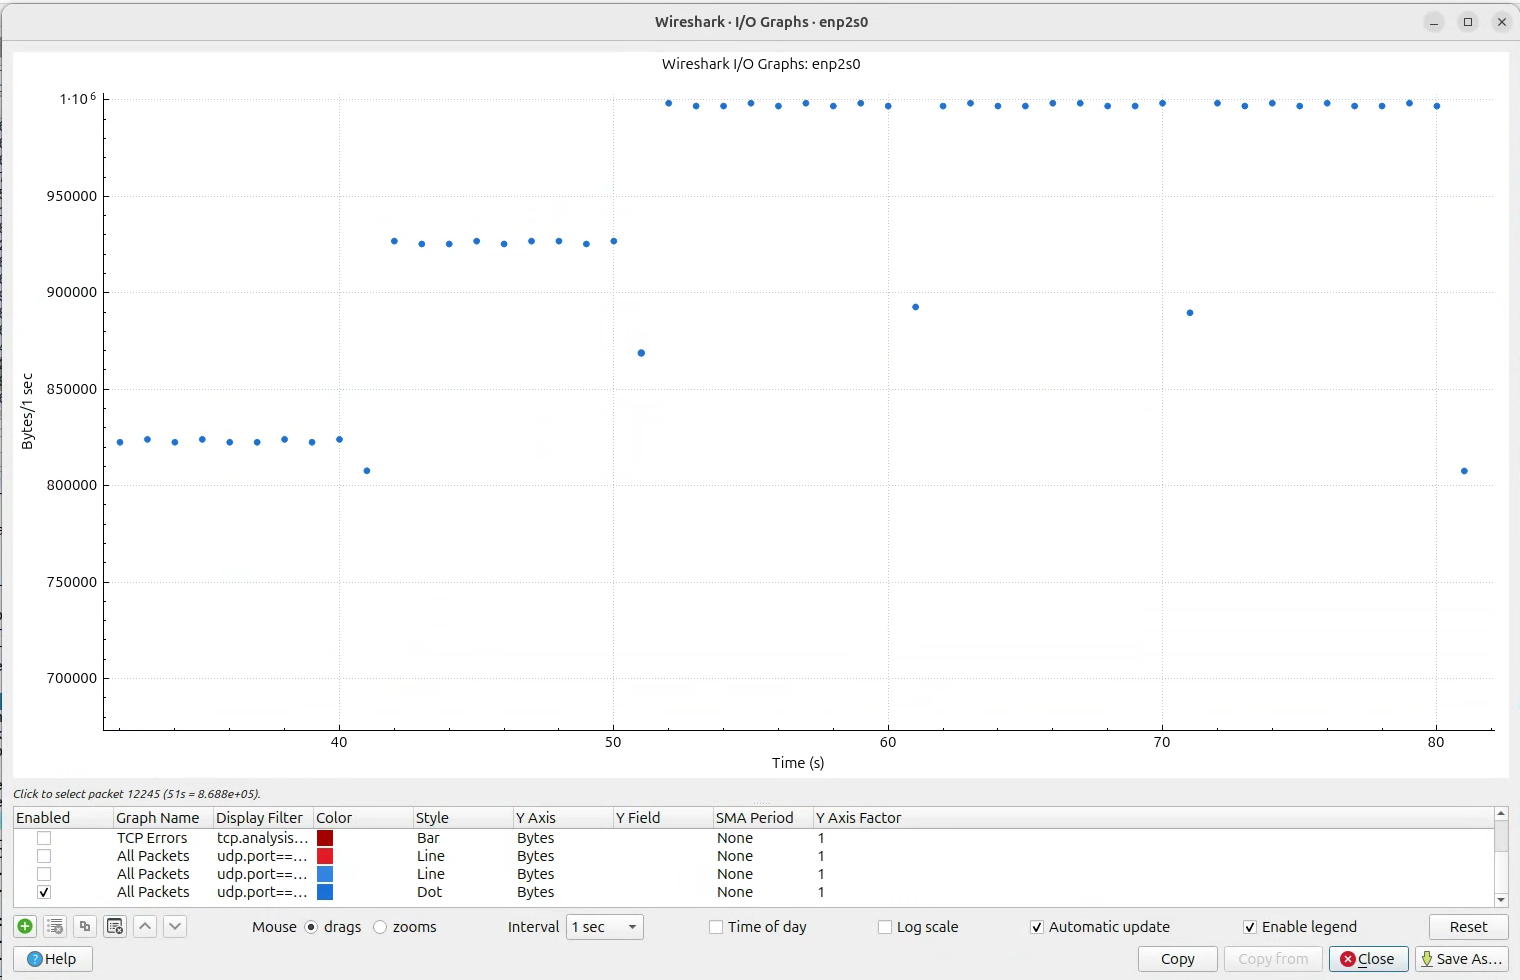 Wireshark · I/O Graphs · enp2s0
Wireshark I/O Graphs: enp2s0
1·10⁶
950000
900000
850000
800000
750000
700000
Bytes/1 sec
40 50 60 70 80
Time (s)
Click to select packet 12245 (51s = 8.688e+05).
Enabled Graph Name Display Filter Color Style Y Axis Y Field SMA Period Y Axis Factor
TCP Errors tcp.analysis... Bar Bytes None 1
All Packets udp.port==... Line Bytes None 1
All Packets udp.port==... Line Bytes None 1
All Packets udp.port==... Dot Bytes None 1
Mouse drags zooms Interval 1 sec Time of day Log scale Automatic update Enable legend Reset
Help Copy Copy from Close Save As...